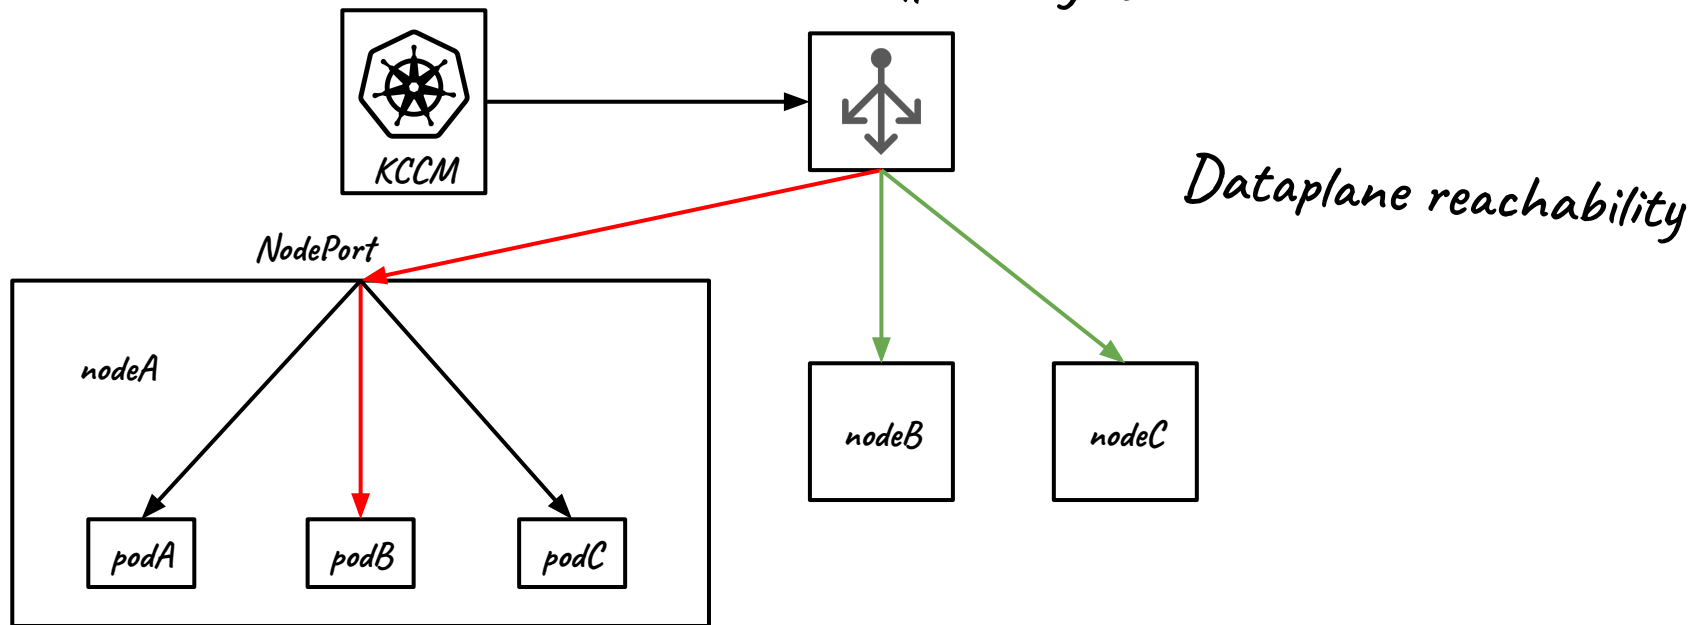 KCCM
Dataplane reachability
NodePort
nodeA
nodeB
nodeC
podA
podB
podC